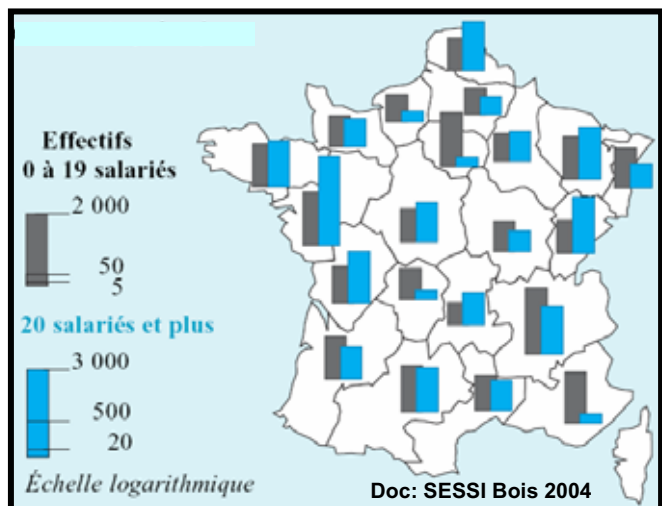 Effectifs
0 à 19 salariés
2 000
50
5
20 salariés et plus
3 000
500
20
Échelle logarithmique
Doc: SESSI Bois 2004